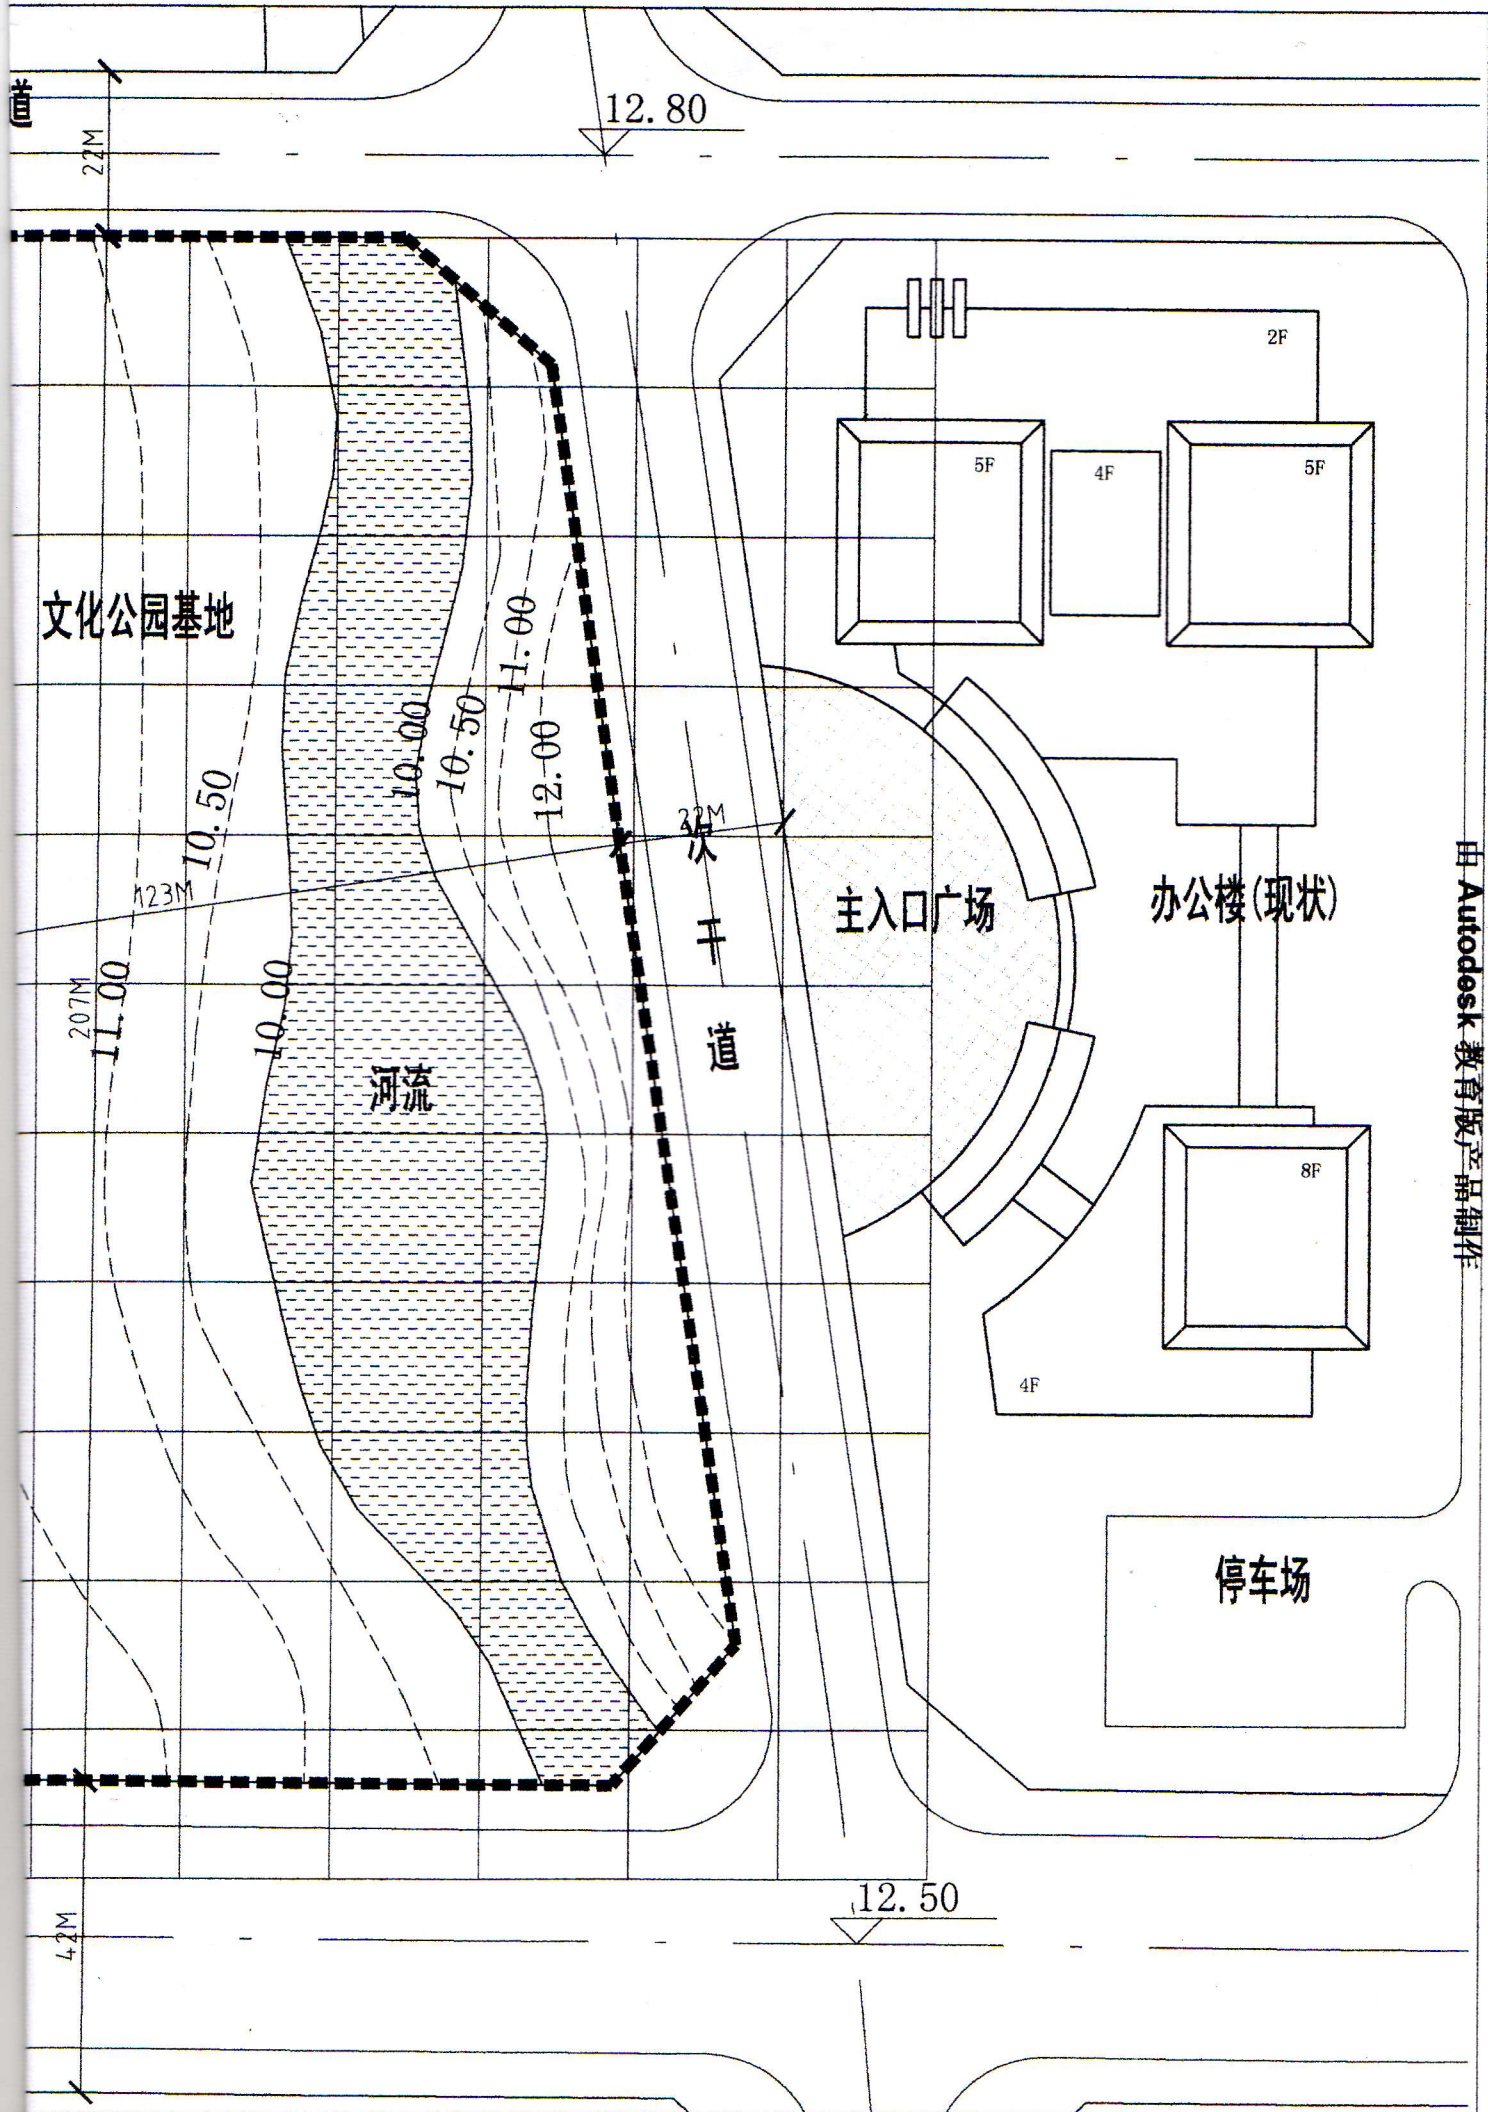 道
12.80
22M
2F
5F
4F
5F
文化公园基地
11.00
10.00
10.50
12.00
10.50
22M
次干道
123M
主入口广场
办公楼(现状)
由 Autodesk 教育版产品制作
207M
11.00
10.00
河流
8F
4F
停车场
12.50
42M